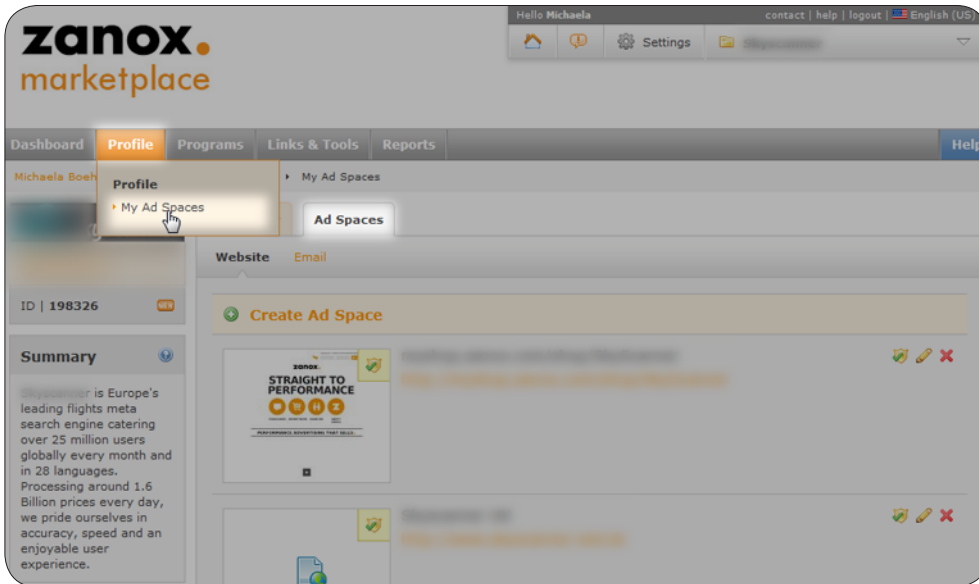 Hello Michaela
contact | help | logout | English (US)
zanox.
marketplace
Settings
Dashboard Profile Programs Links & Tools Reports Help
Michaela Boeh
My Ad Spaces
Profile
My Ad Spaces
Ad Spaces
Website Email
ID | 198326
Create Ad Space
Summary
is Europe's
leading flights meta
search engine catering
over 25 million users
globally every month and
in 28 languages.
Processing around 1.6
Billion prices every day,
we pride ourselves in
accuracy, speed and an
enjoyable user
experience.
zanox.
STRAIGHT TO
PERFORMANCE
PERFORMANCE ADVERTISING THAT SELLS.